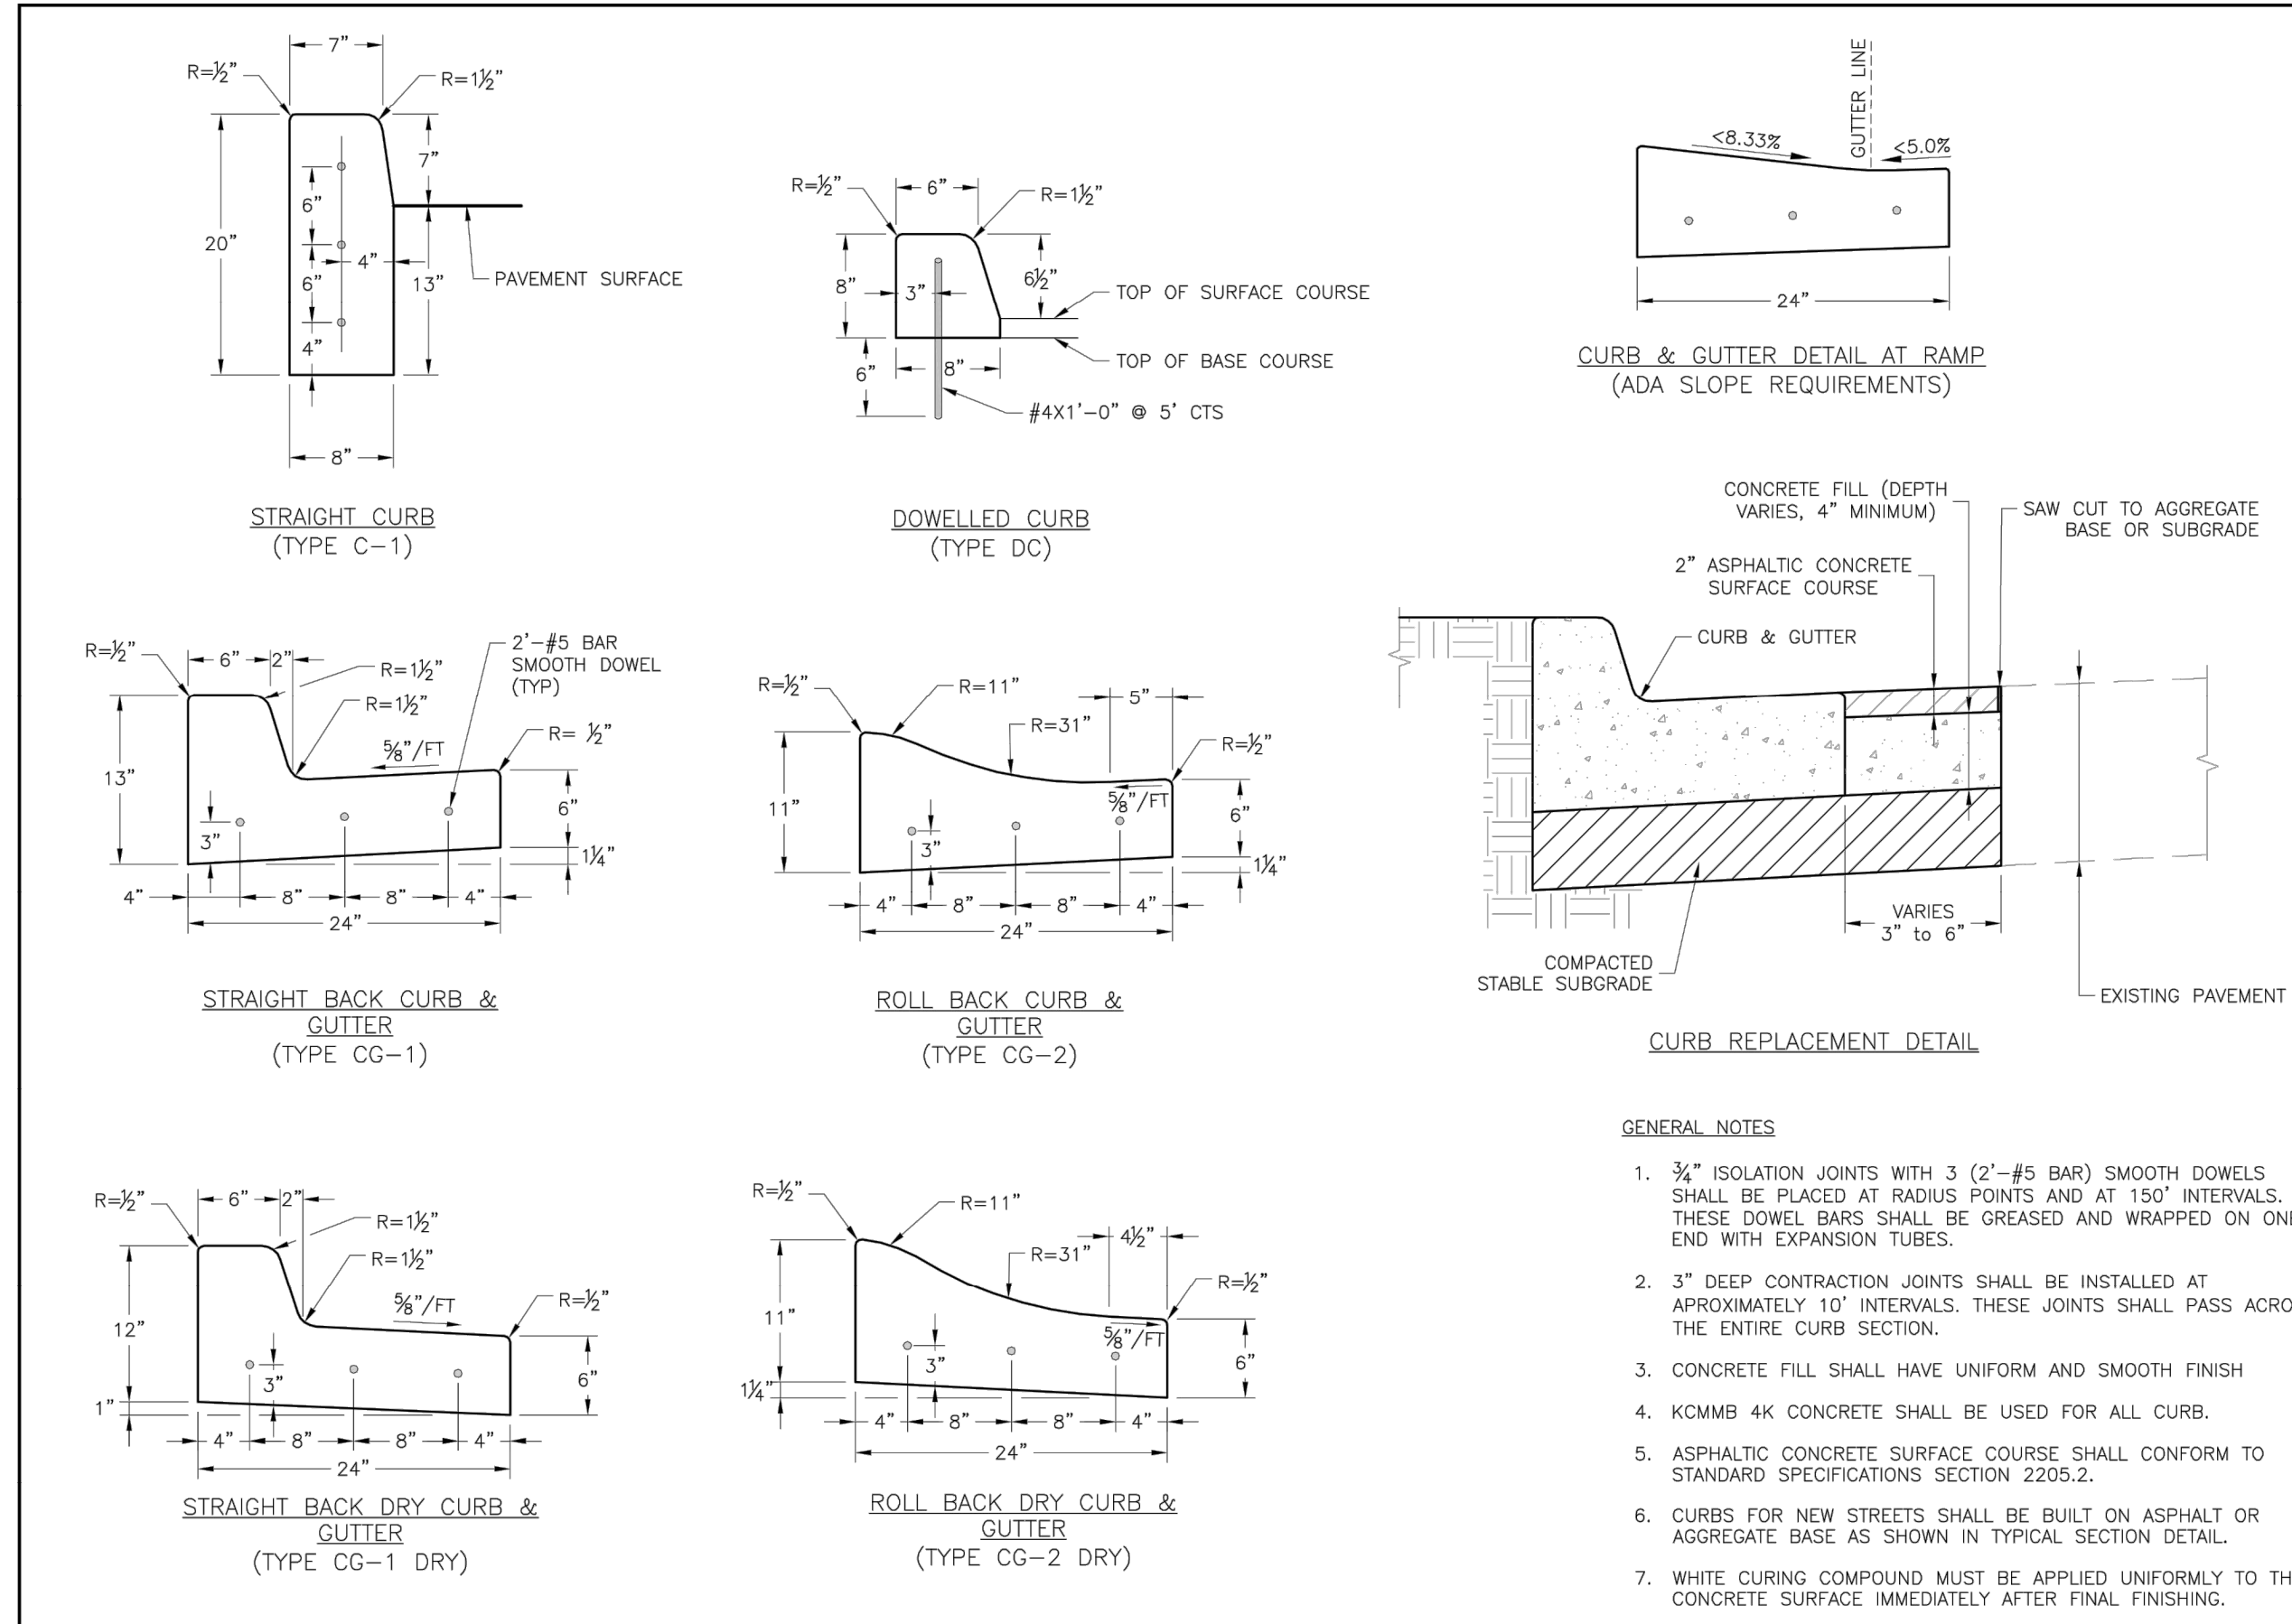 7"
R=½"
R=1½"
7"
6"
20"
4"
6"
13"
PAVEMENT SURFACE
4"
8"
STRAIGHT CURB
(TYPE C-1)
R=½"
6"
R=1½"
8"
3"
6½"
TOP OF SURFACE COURSE
TOP OF BASE COURSE
6"
8"
#4X1'-0" @ 5' CTS
DOWELLED CURB
(TYPE DC)
GUTTER LINE
<8.33%
<5.0%
24"
CURB & GUTTER DETAIL AT RAMP
(ADA SLOPE REQUIREMENTS)
R=½"
6"
2"
R=1½"
R=1½"
2'-#5 BAR
SMOOTH DOWEL
(TYP)
⅝"/FT
R= ½"
13"
3"
6"
1¼"
4"
8"
8"
4"
24"
STRAIGHT BACK CURB &
GUTTER
(TYPE CG-1)
R=½"
R=11"
5"
R=31"
R=½"
11"
⅝"/FT
6"
3"
1¼"
4"
8"
8"
4"
24"
ROLL BACK CURB &
GUTTER
(TYPE CG-2)
CONCRETE FILL (DEPTH
VARIES, 4" MINIMUM)
SAW CUT TO AGGREGATE
BASE OR SUBGRADE
2" ASPHALTIC CONCRETE
SURFACE COURSE
CURB & GUTTER
VARIES
3" to 6"
COMPACTED
STABLE SUBGRADE
EXISTING PAVEMENT
CURB REPLACEMENT DETAIL
R=½"
6"
2"
R=1½"
R=1½"
⅝"/FT
R=½"
12"
3"
6"
1"
4"
8"
8"
4"
24"
STRAIGHT BACK DRY CURB &
GUTTER
(TYPE CG-1 DRY)
R=½"
R=11"
4½"
R=31"
R=½"
11"
⅝"/FT
3"
6"
1¼"
4"
8"
8"
4"
24"
ROLL BACK DRY CURB &
GUTTER
(TYPE CG-2 DRY)
GENERAL NOTES
1. ¾" ISOLATION JOINTS WITH 3 (2'-#5 BAR) SMOOTH DOWELS
SHALL BE PLACED AT RADIUS POINTS AND AT 150' INTERVALS.
THESE DOWEL BARS SHALL BE GREASED AND WRAPPED ON
END WITH EXPANSION TUBES.
2. 3" DEEP CONTRACTION JOINTS SHALL BE INSTALLED AT
APROXIMATELY 10' INTERVALS. THESE JOINTS SHALL PASS
THE ENTIRE CURB SECTION.
3. CONCRETE FILL SHALL HAVE UNIFORM AND SMOOTH FINISH
4. KCMMB 4K CONCRETE SHALL BE USED FOR ALL CURB.
5. ASPHALTIC CONCRETE SURFACE COURSE SHALL CONFORM TO
STANDARD SPECIFICATIONS SECTION 2205.2.
6. CURBS FOR NEW STREETS SHALL BE BUILT ON ASPHALT OR
AGGREGATE BASE AS SHOWN IN TYPICAL SECTION DETAIL.
7. WHITE CURING COMPOUND MUST BE APPLIED UNIFORMLY TO
CONCRETE SURFACE IMMEDIATELY AFTER FINAL FINISHING.